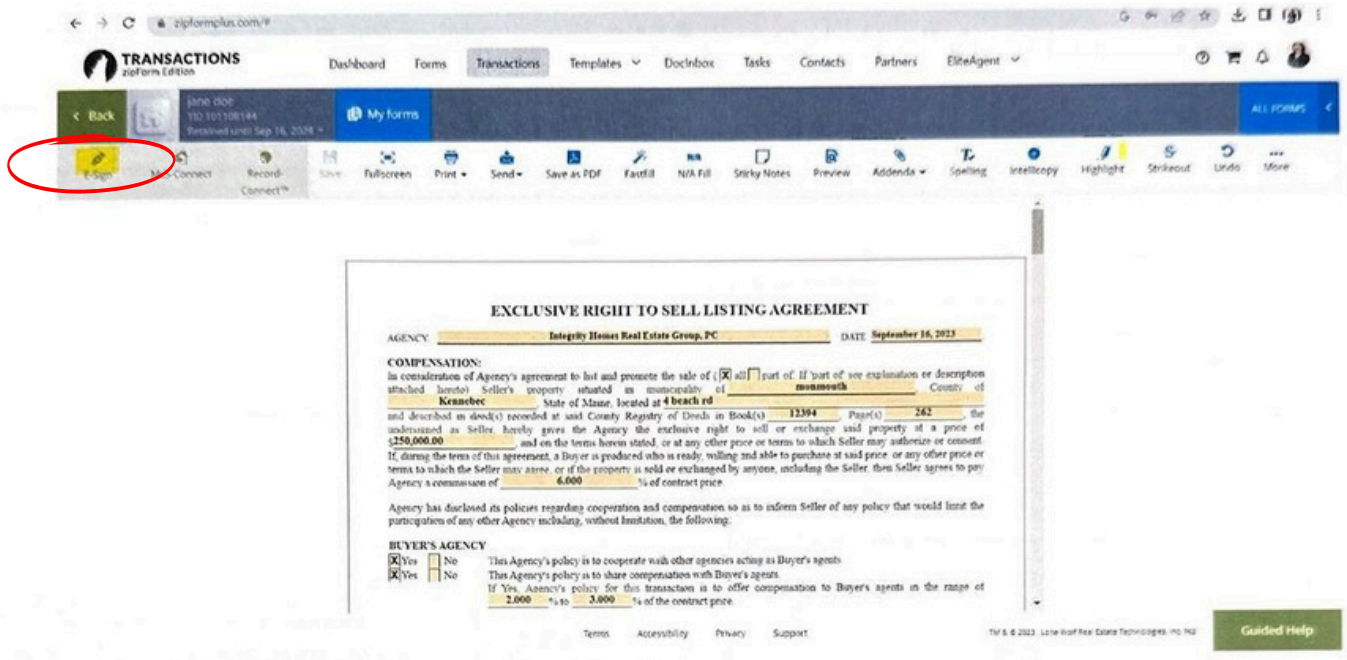 zipformplus.com/#
TRANSACTIONS
zipForm Edition
Dashboard Forms Transactions Templates DocInbox Tasks Contacts Partners EliteAgent
Back
jane doe
TID 101108144
Retained until Sep 16, 2024
My forms
ALL FORMS
E-Sign
MLS-Connect
Record-Connect™
Save
Fullscreen
Print
Send
Save as PDF
Fastfill
N/A Fill
Sticky Notes
Preview
Addenda
Spelling
Intellicopy
Highlight
Strikeout
Undo
More
EXCLUSIVE RIGHT TO SELL LISTING AGREEMENT
AGENCY Integrity Homes Real Estate Group, PC DATE September 16, 2023
COMPENSATION:
In consideration of Agency's agreement to list and promote the sale of ( X all part of. If 'part of' see explanation or description
attached hereto) Seller's property situated in municipality of monmouth , County of
Kennebec , State of Maine, located at 4 beach rd
and described in deed(s) recorded at said County Registry of Deeds in Book(s) 12394 , Page(s) 262 , the
undersigned as Seller, hereby gives the Agency the exclusive right to sell or exchange said property at a price of
$250,000.00 , and on the terms herein stated, or at any other price or terms to which Seller may authorize or consent.
If, during the term of this agreement, a Buyer is produced who is ready, willing and able to purchase at said price, or any other price or
terms to which the Seller may agree, or if the property is sold or exchanged by anyone, including the Seller, then Seller agrees to pay
Agency a commission of 6.000 % of contract price.
Agency has disclosed its policies regarding cooperation and compensation so as to inform Seller of any policy that would limit the
participation of any other Agency including, without limitation, the following:
BUYER'S AGENCY
X Yes No This Agency's policy is to cooperate with other agencies acting as Buyer's agents.
X Yes No This Agency's policy is to share compensation with Buyer's agents.
If Yes, Agency's policy for this transaction is to offer compensation to Buyer's agents in the range of
2.000 % to 3.000 % of the contract price.
Terms Accessibility Privacy Support
© 2023 Lone Wolf Real Estate Technologies Inc.
Guided Help